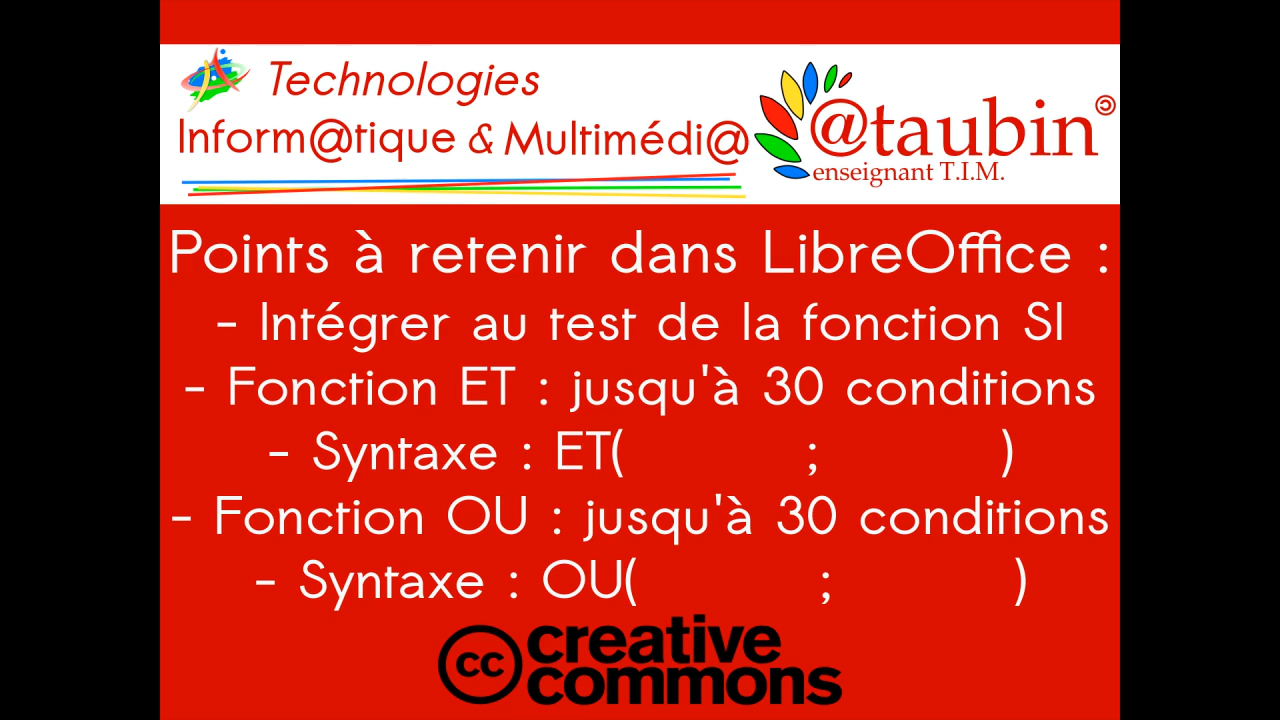 Technologies
Inform@tique & Multimédi@
@taubin
enseignant T.I.M.
Points à retenir dans LibreOffice :
- Intégrer au test de la fonction SI
- Fonction ET : jusqu'à 30 conditions
- Syntaxe : ET( ; )
- Fonction OU : jusqu'à 30 conditions
- Syntaxe : OU( ; )
cc creative
commons